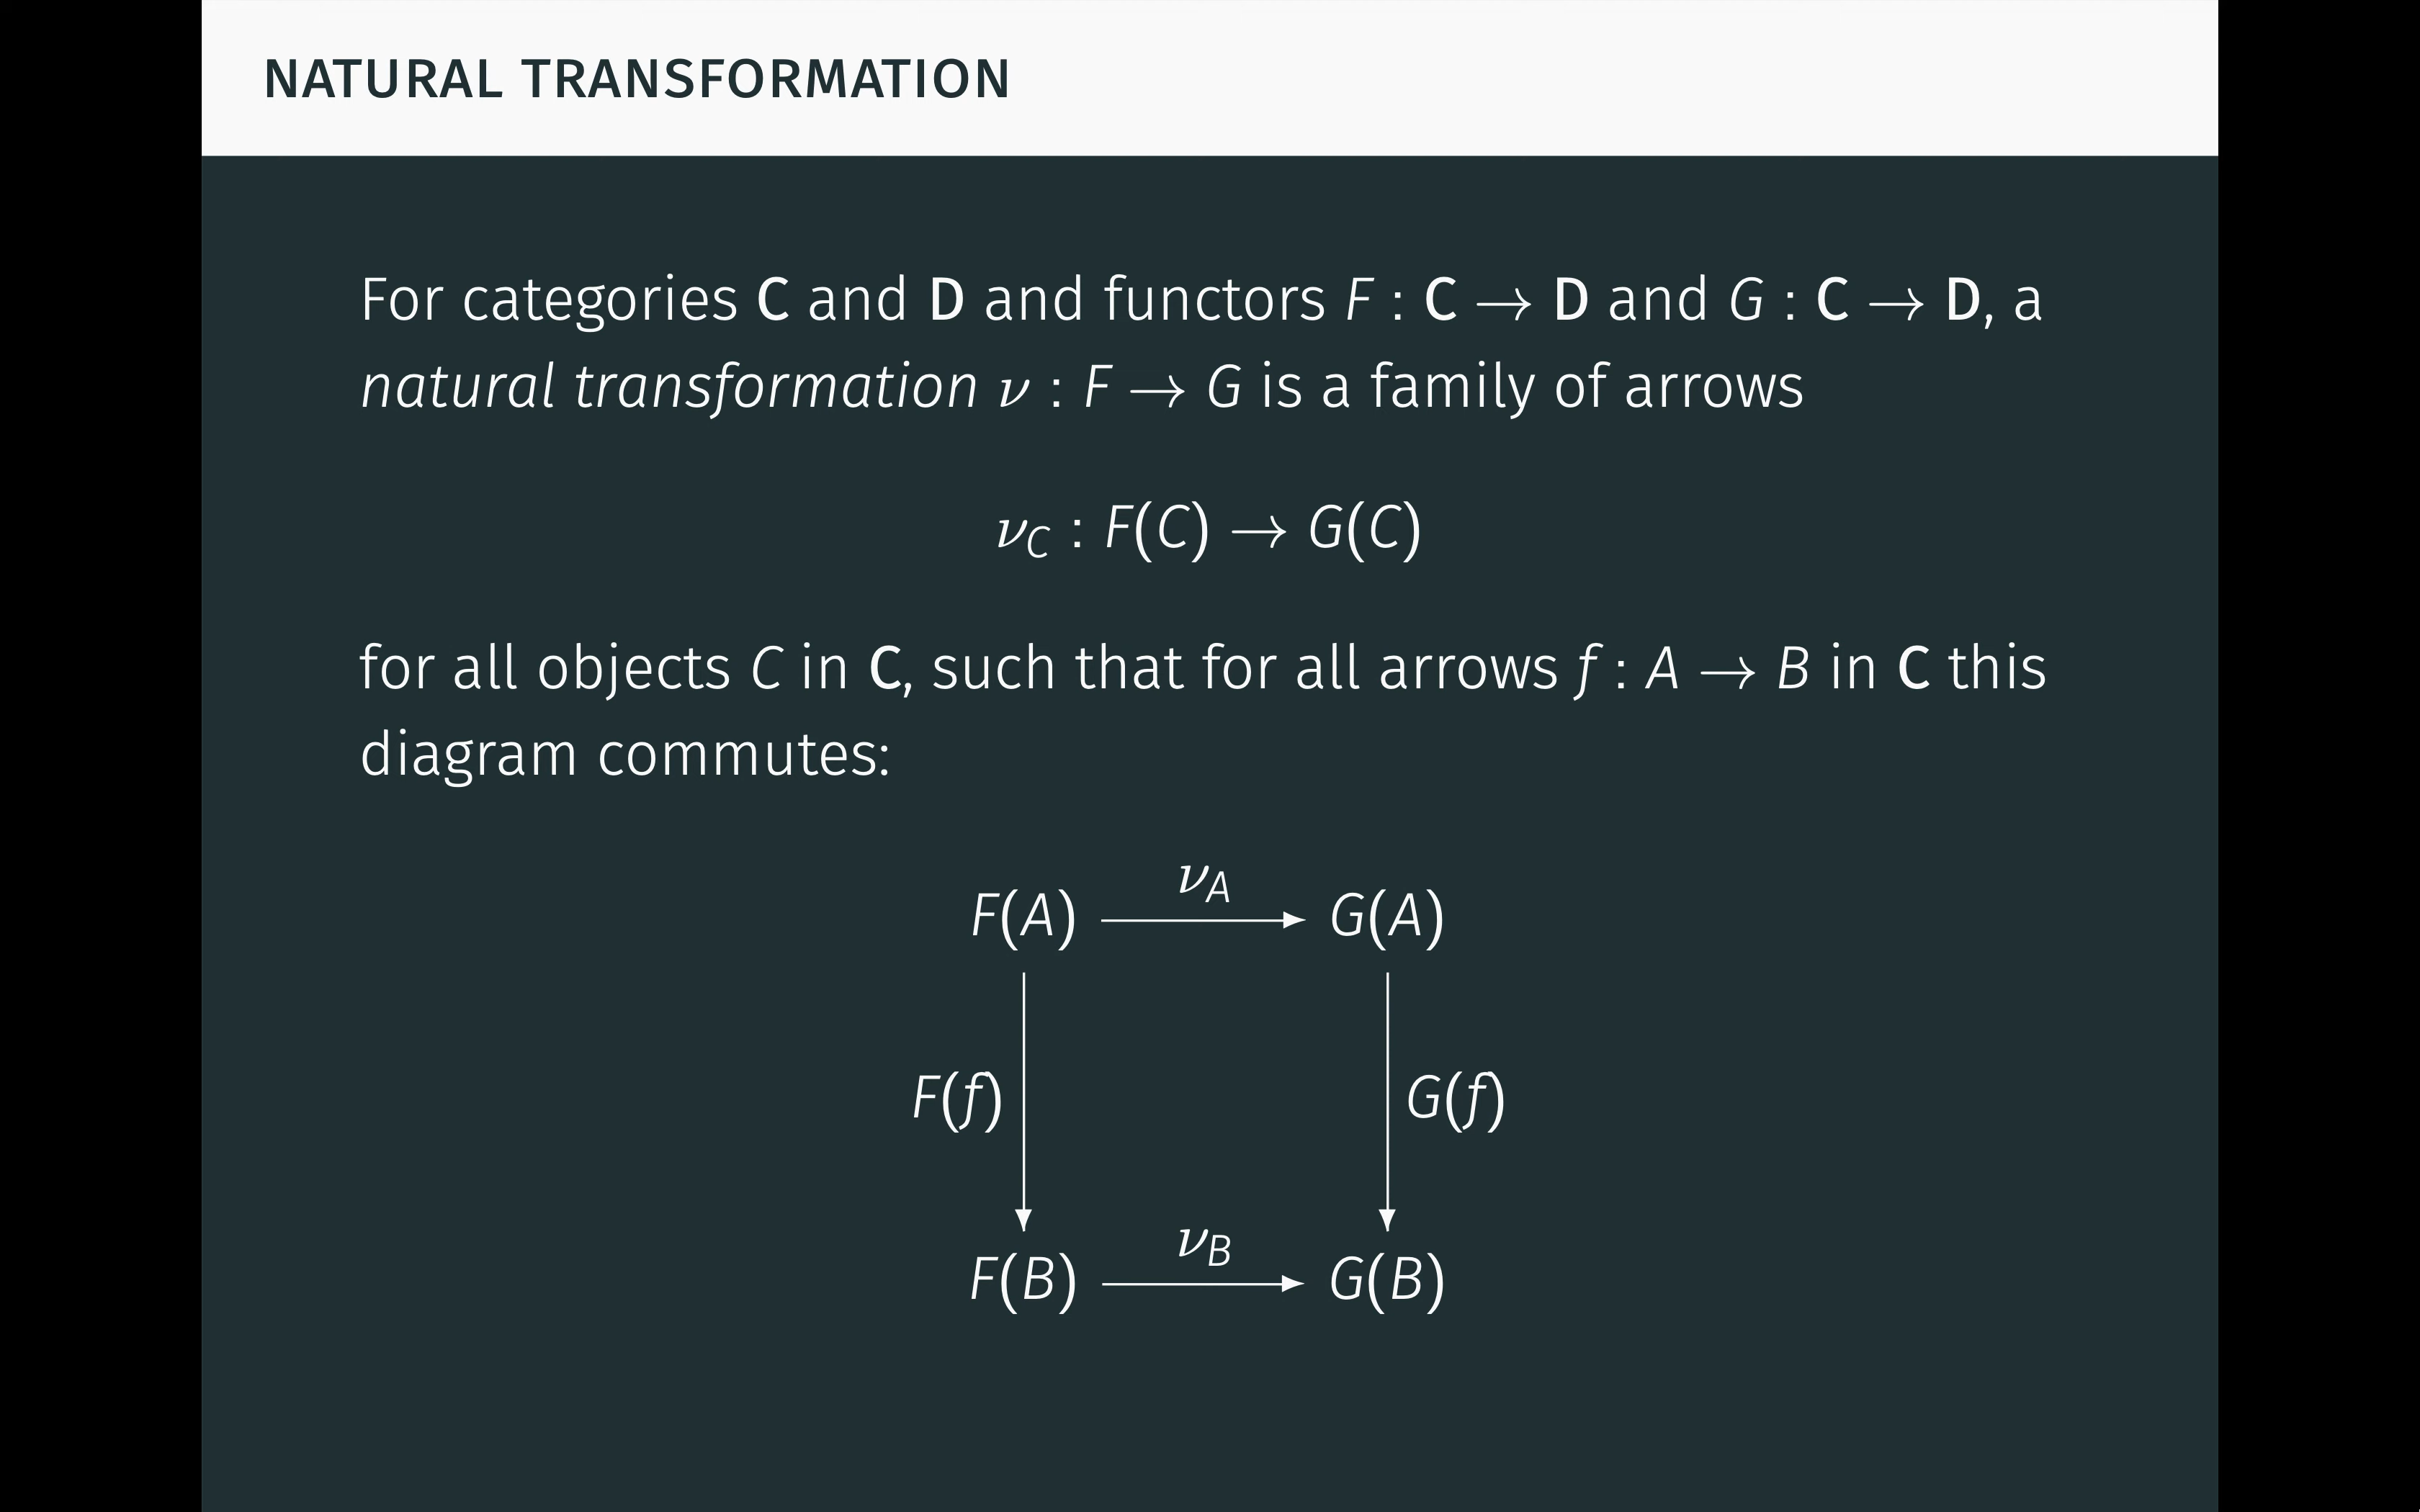 NATURAL TRANSFORMATION
For categories C and D and functors F : C → D and G : C → D, a
natural transformation ν : F → G is a family of arrows
ν_C : F(C) → G(C)
for all objects C in C, such that for all arrows f : A → B in C this
diagram commutes:
ν_A
F(A) G(A)
F(f) G(f)
ν_B
F(B) G(B)